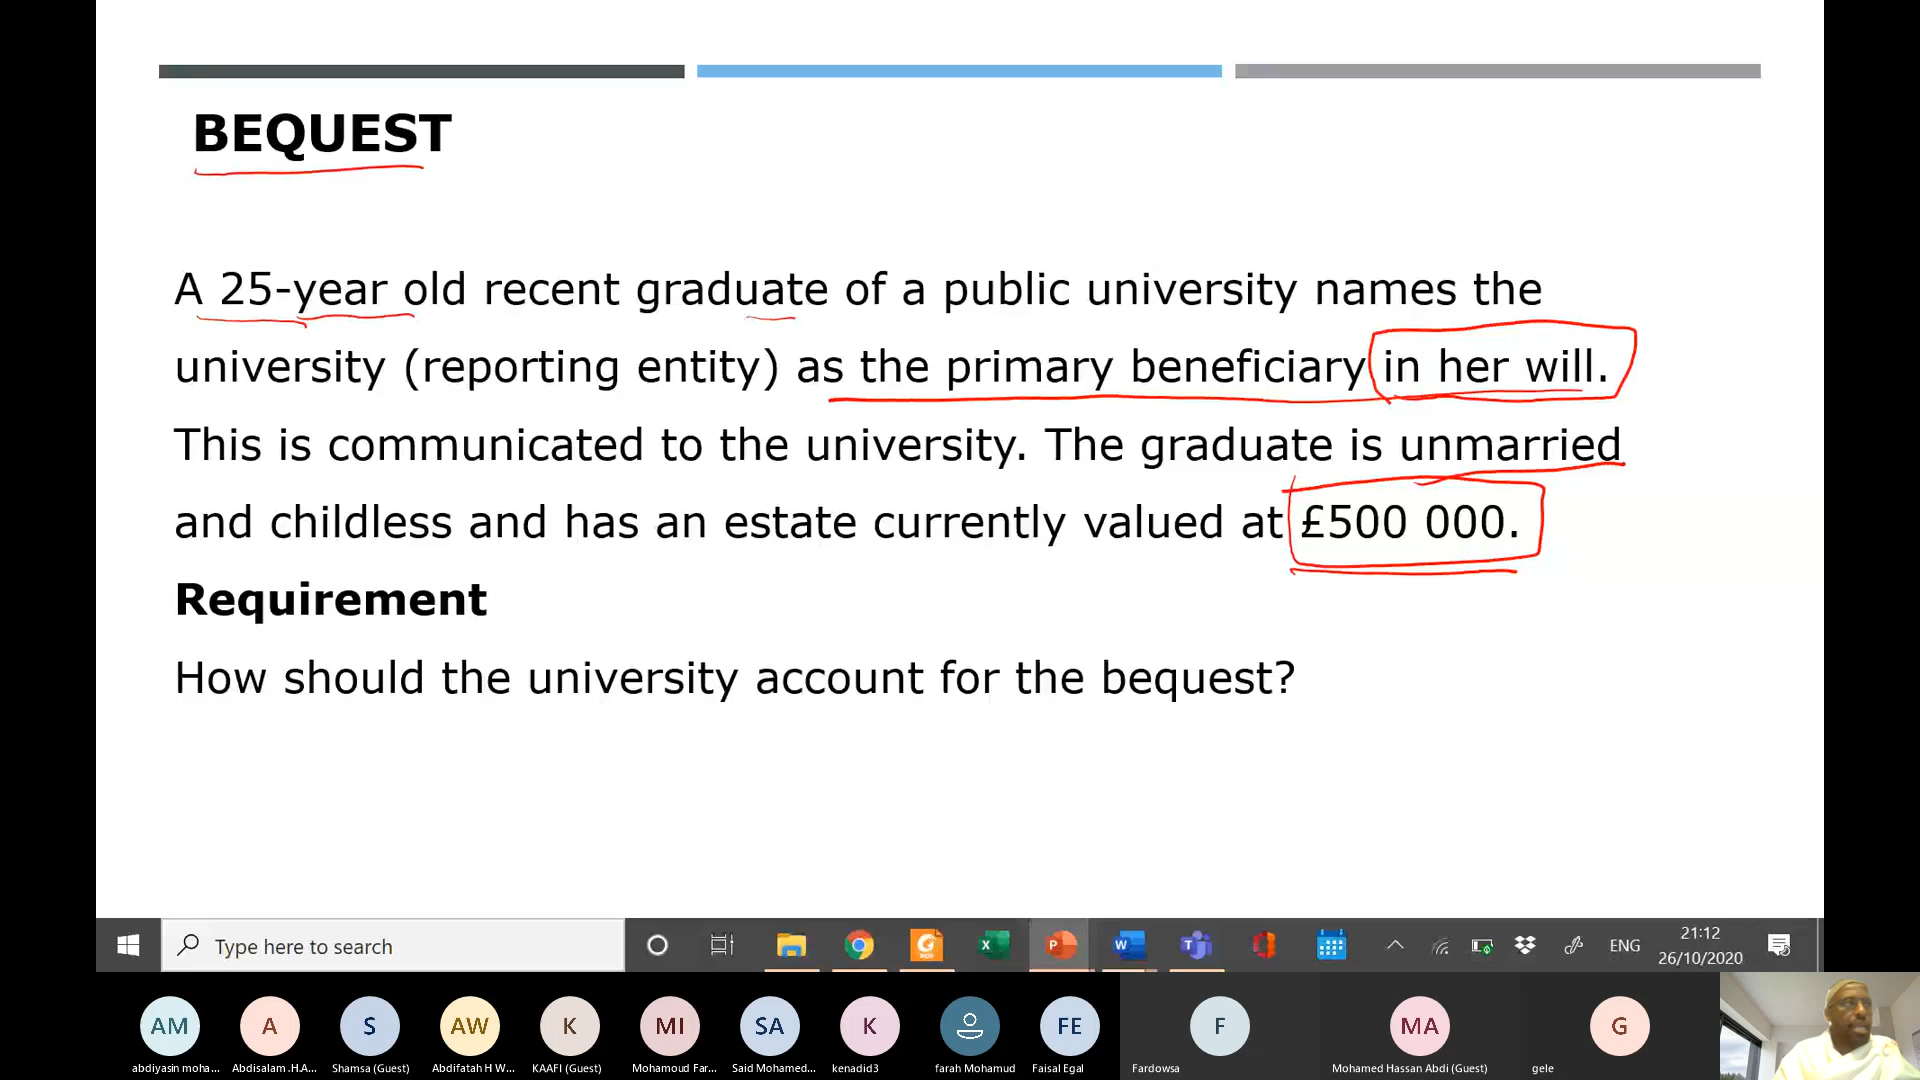 BEQUEST
A 25-year old recent graduate of a public university names the
university (reporting entity) as the primary beneficiary in her will.
This is communicated to the university. The graduate is unmarried
and childless and has an estate currently valued at £500 000.
Requirement
How should the university account for the bequest?
Type here to search
ENG
21:12
26/10/2020
AM A S AW K MI SA K FE F MA G
abdiyasin moha... Abdisalam .H.A... Shamsa (Guest) Abdifatah H W... KAAFI (Guest) Mohamoud Far... Said Mohamed... kenadid3 farah Mohamud Faisal Egal Fardowsa Mohamed Hassan Abdi (Guest) gele